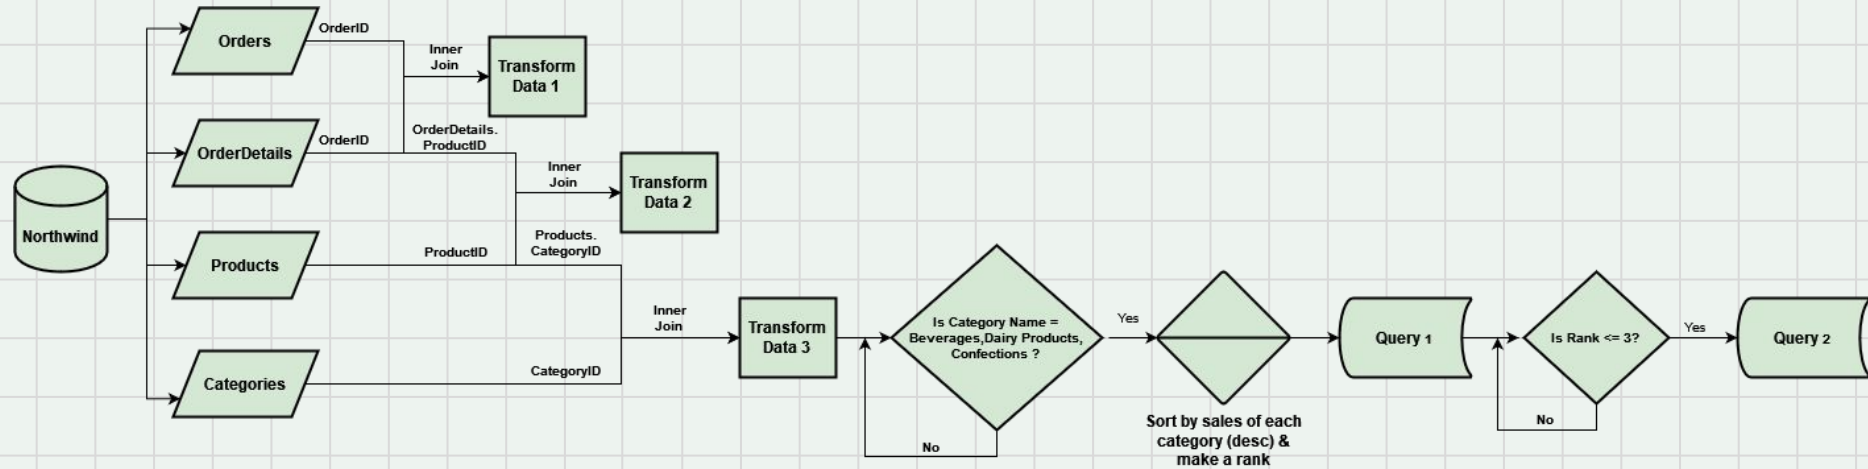 Northwind
Orders
OrderID
Inner
Join
Transform
Data 1
OrderDetails
OrderID
OrderDetails.
ProductID
Inner
Join
Transform
Data 2
Products
ProductID
Products.
CategoryID
Categories
CategoryID
Inner
Join
Transform
Data 3
Is Category Name =
Beverages,Dairy Products,
Confections ?
No
Yes
Sort by sales of each
category (desc) &
make a rank
Query 1
Is Rank <= 3?
No
Yes
Query 2